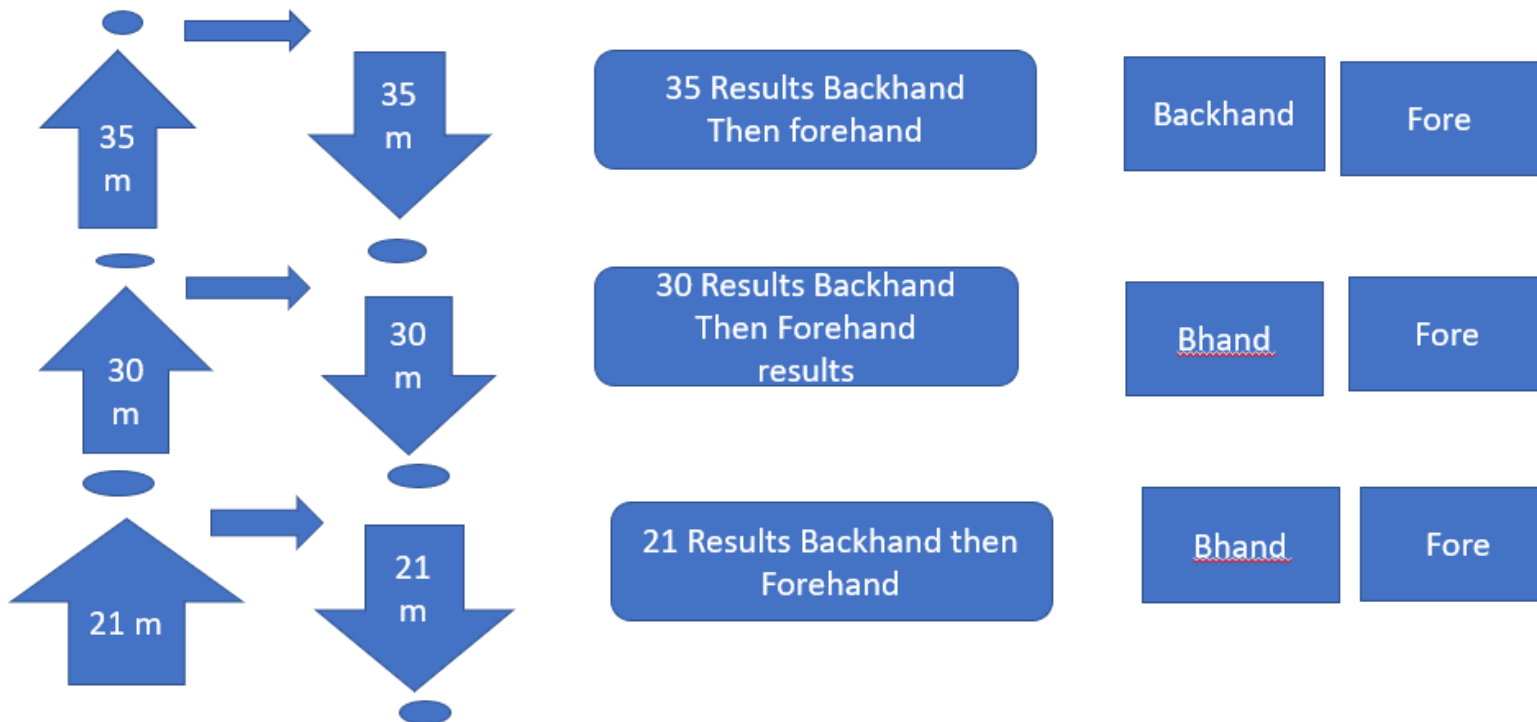 35
m
35
m
35 Results Backhand
Then forehand
Backhand
Fore
30
m
30
m
30 Results Backhand
Then Forehand
results
Bhand
Fore
21 m
21
m
21 Results Backhand then
Forehand
Bhand
Fore